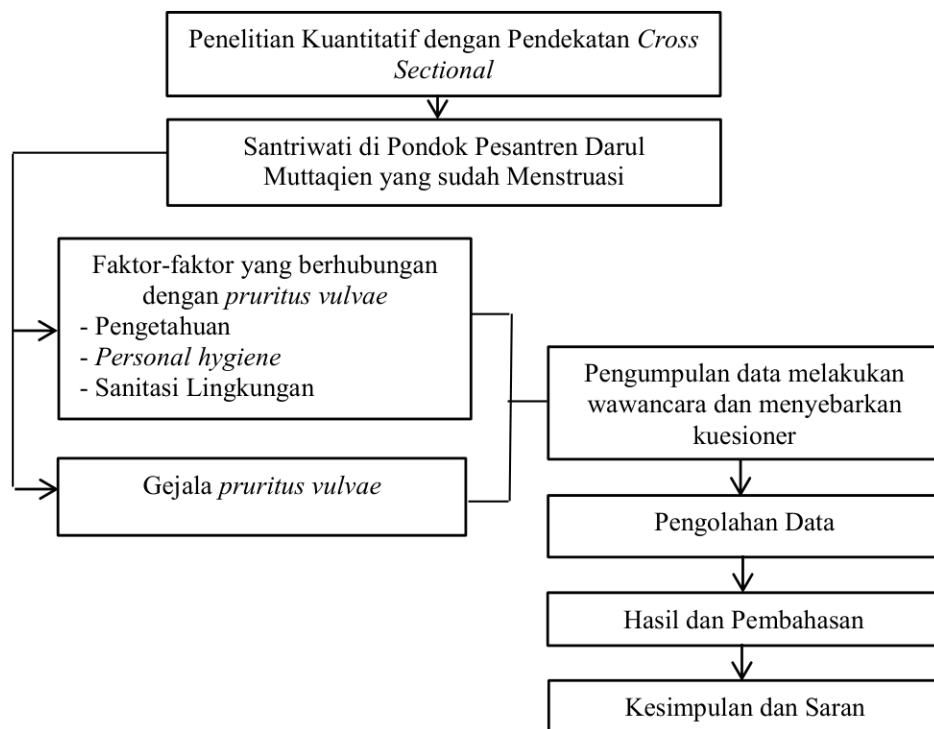 Penelitian Kuantitatif dengan Pendekatan Cross
Sectional
Santriwati di Pondok Pesantren Darul
Muttaqien yang sudah Menstruasi
Faktor-faktor yang berhubungan
dengan pruritus vulvae
- Pengetahuan
- Personal hygiene
- Sanitasi Lingkungan
Gejala pruritus vulvae
Pengumpulan data melakukan
wawancara dan menyebarkan
kuesioner
Pengolahan Data
Hasil dan Pembahasan
Kesimpulan dan Saran